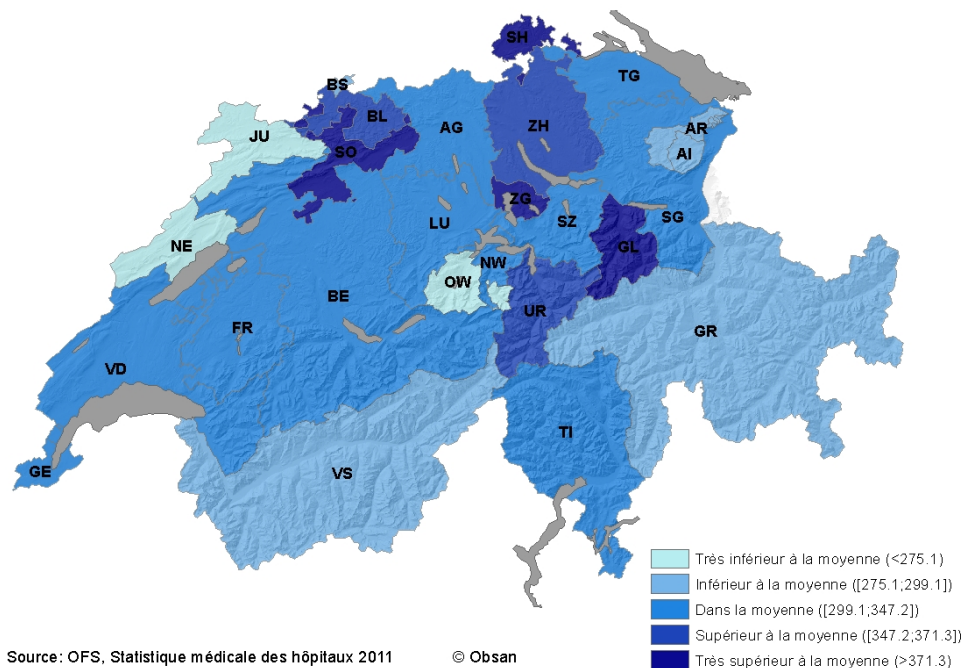 SH
TG
BS
BL
AG
ZH
AR
JU
SO
AI
ZG
SZ
SG
LU
NE
NW
GL
OW
BE
UR
FR
GR
VD
TI
GE
VS
Très inférieur à la moyenne (<275.1)
Inférieur à la moyenne ([275.1;299.1])
Dans la moyenne ([299.1;347.2])
Supérieur à la moyenne ([347.2;371.3])
Très supérieur à la moyenne (>371.3)
Source: OFS, Statistique médicale des hôpitaux 2011 © Obsan